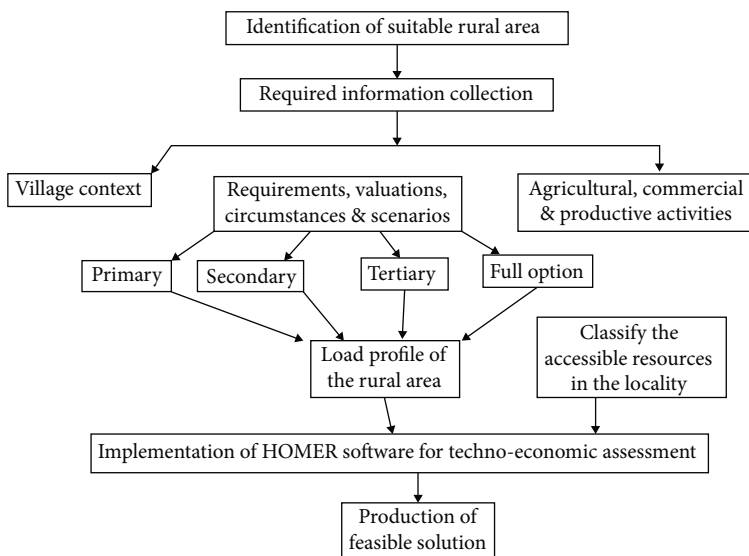 Identification of suitable rural area
Required information collection
Village context
Requirements, valuations,
circumstances & scenarios
Agricultural, commercial
& productive activities
Primary
Secondary
Tertiary
Full option
Load profile of
the rural area
Classify the
accessible resources
in the locality
Implementation of HOMER software for techno-economic assessment
Production of
feasible solution